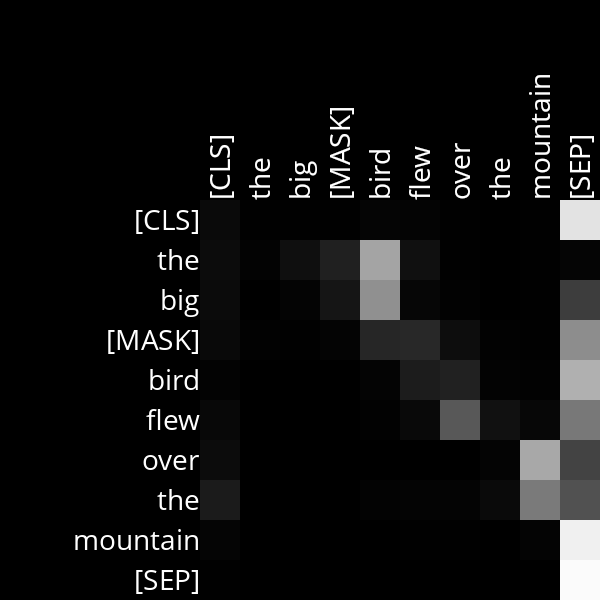 [CLS] the big [MASK] bird flew over the mountain [SEP]
[CLS]
the
big
[MASK]
bird
flew
over
the
mountain
[SEP]